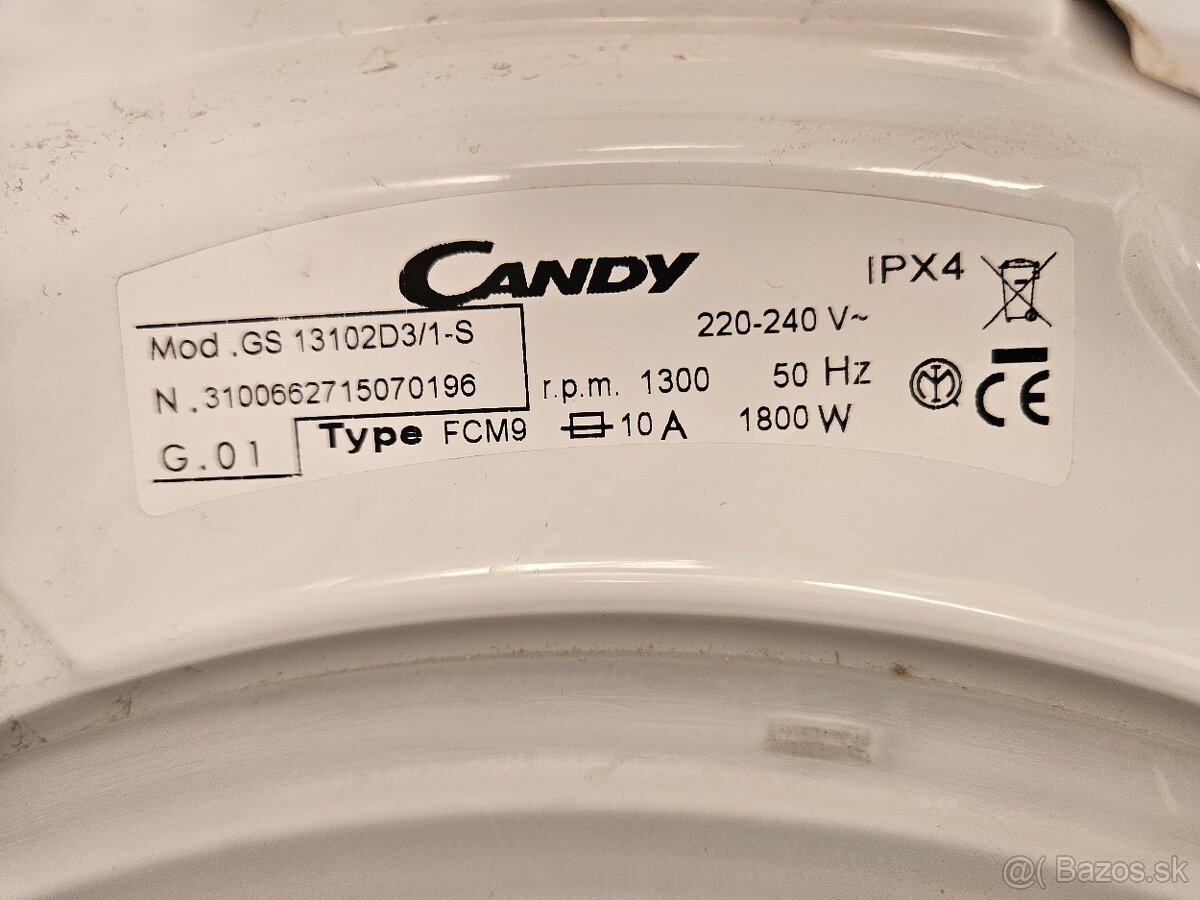 CANDY
IPX4
Mod .GS 13102D3/1-S
220-240 V~
N .3100662715070196
r.p.m. 1300
50 Hz
CE
G.01
Type FCM9
10 A
1800 W
@( Bazos.sk